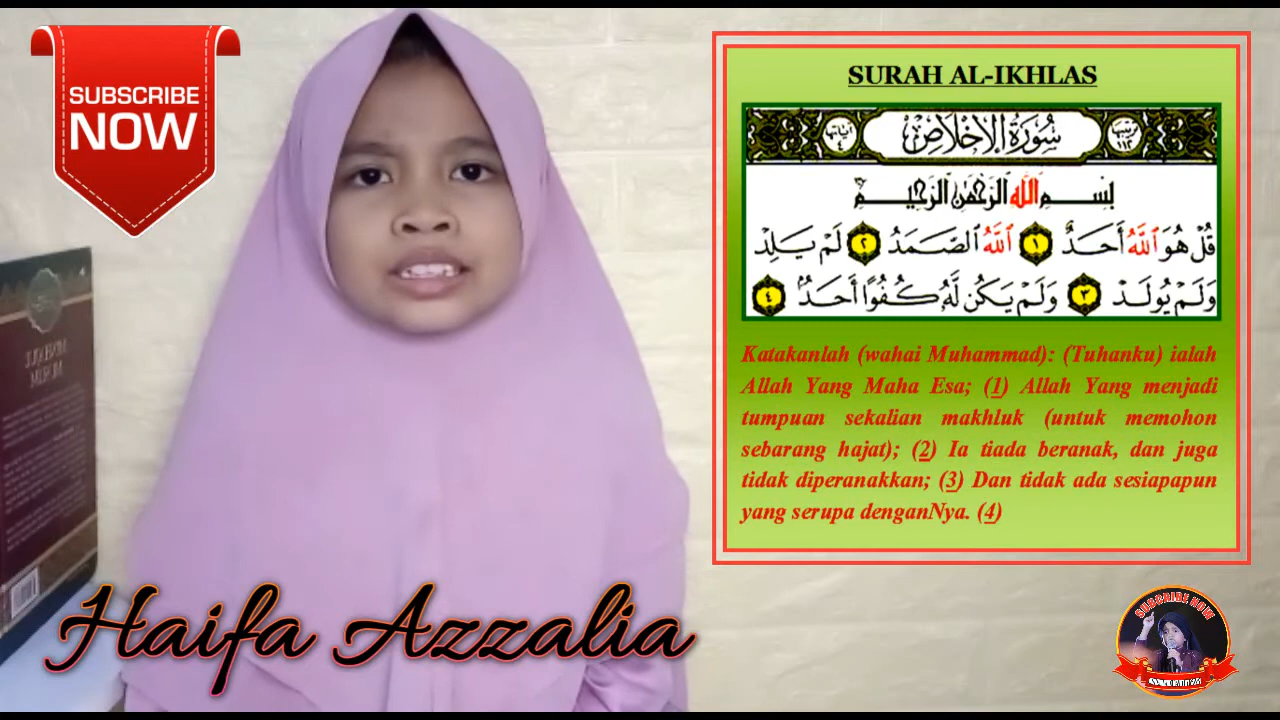 SUBSCRIBE
NOW
SURAH AL-IKHLAS
سُورَةُ الإِخْلَاصِ
بِسْمِ اللَّهِ الرَّحْمَٰنِ الرَّحِيمِ
قُلْ هُوَ اللَّهُ أَحَدٌ ١ اللَّهُ الصَّمَدُ ٢ لَمْ يَلِدْ
وَلَمْ يُولَدْ ٣ وَلَمْ يَكُن لَّهُ كُفُوًا أَحَدٌ ٤
Katakanlah (wahai Muhammad): (Tuhanku) ialah
Allah Yang Maha Esa; (1) Allah Yang menjadi
tumpuan sekalian makhluk (untuk memohon
sebarang hajat); (2) Ia tiada beranak, dan juga
tidak diperanakkan; (3) Dan tidak ada sesiapapun
yang serupa denganNya. (4)
Haifa Azzalia
SUBSCRIBE NOW